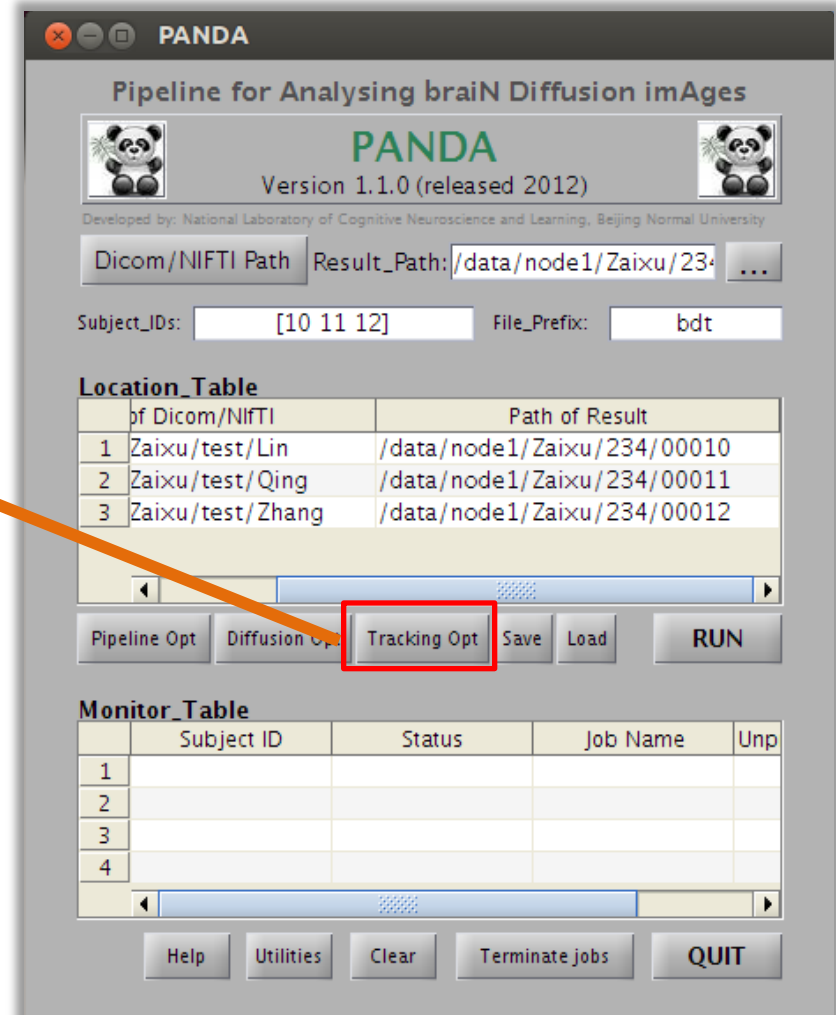 PANDA
Pipeline for Analysing braiN Diffusion imAges
PANDA
Version 1.1.0 (released 2012)
Developed by: National Laboratory of Cognitive Neuroscience and Learning, Beijing Normal University
Dicom/NIFTI Path Result_Path: /data/node1/Zaixu/234 ...
Subject_IDs: [10 11 12] File_Prefix: bdt
Location_Table
of Dicom/NIfTI Path of Result
1 Zaixu/test/Lin /data/node1/Zaixu/234/00010
2 Zaixu/test/Qing /data/node1/Zaixu/234/00011
3 Zaixu/test/Zhang /data/node1/Zaixu/234/00012
Pipeline Opt Diffusion Opt Tracking Opt Save Load RUN
Monitor_Table
Subject ID Status Job Name Unp
1
2
3
4
Help Utilities Clear Terminate jobs QUIT